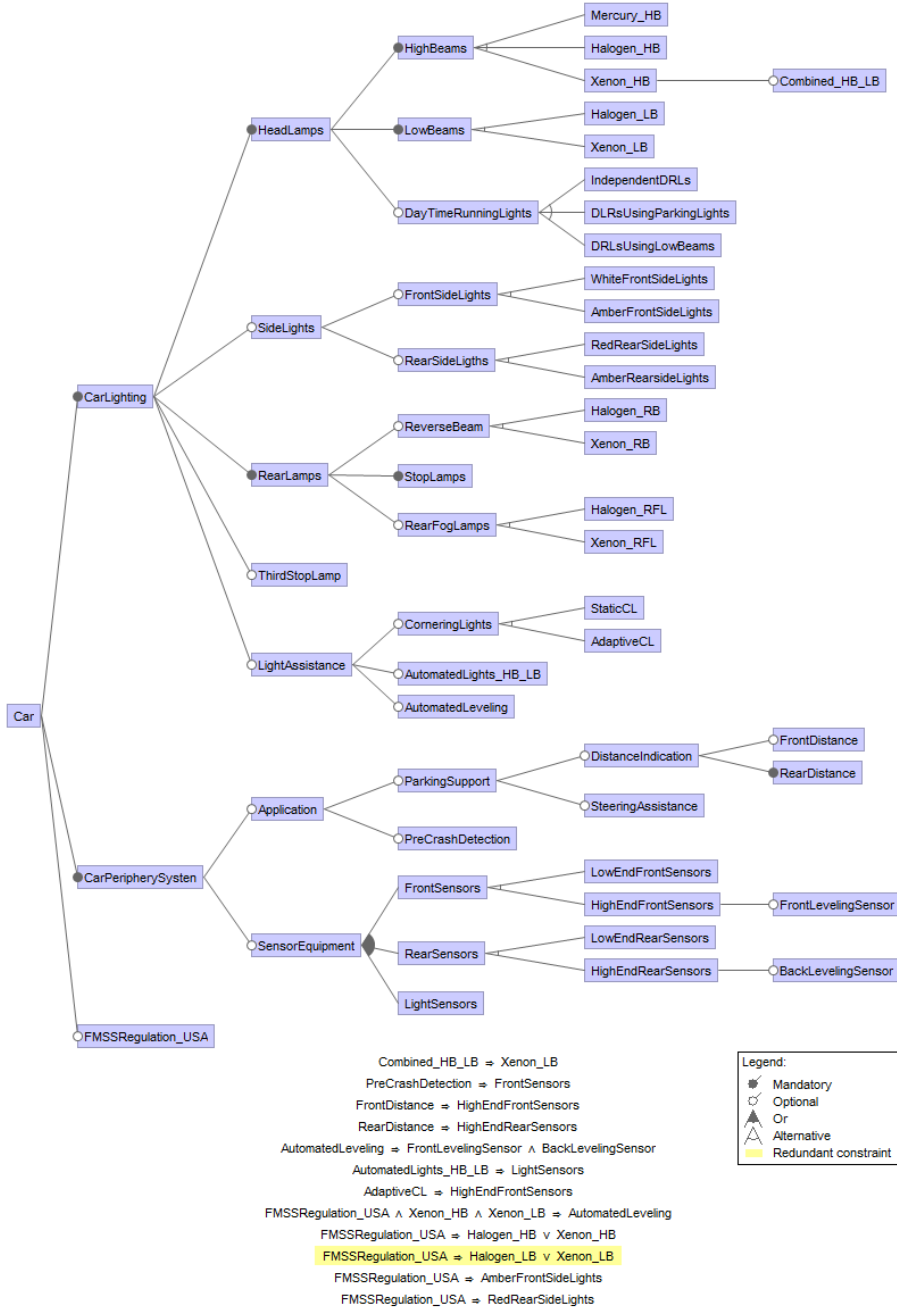 Mercury_HB
HighBeams
Halogen_HB
Xenon_HB
Combined_HB_LB
Halogen_LB
HeadLamps
LowBeams
Xenon_LB
IndependentDRLs
DayTimeRunningLights
DLRsUsingParkingLights
DRLsUsingLowBeams
WhiteFrontSideLights
FrontSideLights
AmberFrontSideLights
SideLights
RedRearSideLights
RearSideLigths
AmberRearsideLights
CarLighting
Halogen_RB
ReverseBeam
Xenon_RB
RearLamps
StopLamps
Halogen_RFL
RearFogLamps
Xenon_RFL
ThirdStopLamp
StaticCL
CorneringLights
AdaptiveCL
LightAssistance
AutomatedLights_HB_LB
AutomatedLeveling
Car
FrontDistance
DistanceIndication
RearDistance
ParkingSupport
SteeringAssistance
Application
PreCrashDetection
LowEndFrontSensors
CarPeripherySysten
FrontSensors
HighEndFrontSensors
FrontLevelingSensor
LowEndRearSensors
SensorEquipment
RearSensors
HighEndRearSensors
BackLevelingSensor
LightSensors
FMSSRegulation_USA
Combined_HB_LB ⇒ Xenon_LB
PreCrashDetection ⇒ FrontSensors
FrontDistance ⇒ HighEndFrontSensors
RearDistance ⇒ HighEndRearSensors
AutomatedLeveling ⇒ FrontLevelingSensor ∧ BackLevelingSensor
AutomatedLights_HB_LB ⇒ LightSensors
AdaptiveCL ⇒ HighEndFrontSensors
FMSSRegulation_USA ∧ Xenon_HB ∧ Xenon_LB ⇒ AutomatedLeveling
FMSSRegulation_USA ⇒ Halogen_HB ∨ Xenon_HB
FMSSRegulation_USA ⇒ Halogen_LB ∨ Xenon_LB
FMSSRegulation_USA ⇒ AmberFrontSideLights
FMSSRegulation_USA ⇒ RedRearSideLights
Legend:
Mandatory
Optional
Or
Alternative
Redundant constraint